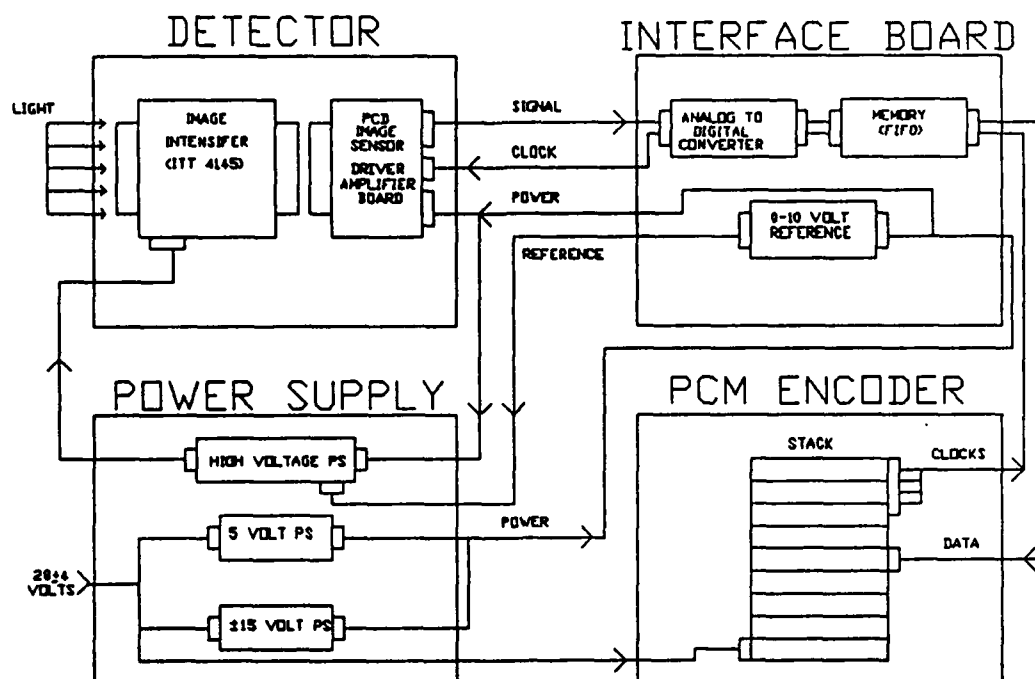 DETECTOR
INTERFACE BOARD
LIGHT
IMAGE
INTENSIFER
(ITT 4145)
PCD
IMAGE
SENSOR
DRIVER
AMPLIFIER
BOARD
SIGNAL
CLOCK
POWER
REFERENCE
ANALOG TO
DIGITAL
CONVERTER
MEMORY
(FIFO)
0-10 VOLT
REFERENCE
POWER SUPPLY
PCM ENCODER
HIGH VOLTAGE PS
5 VOLT PS
POWER
28±4
VOLTS
±15 VOLT PS
STACK
CLOCKS
DATA